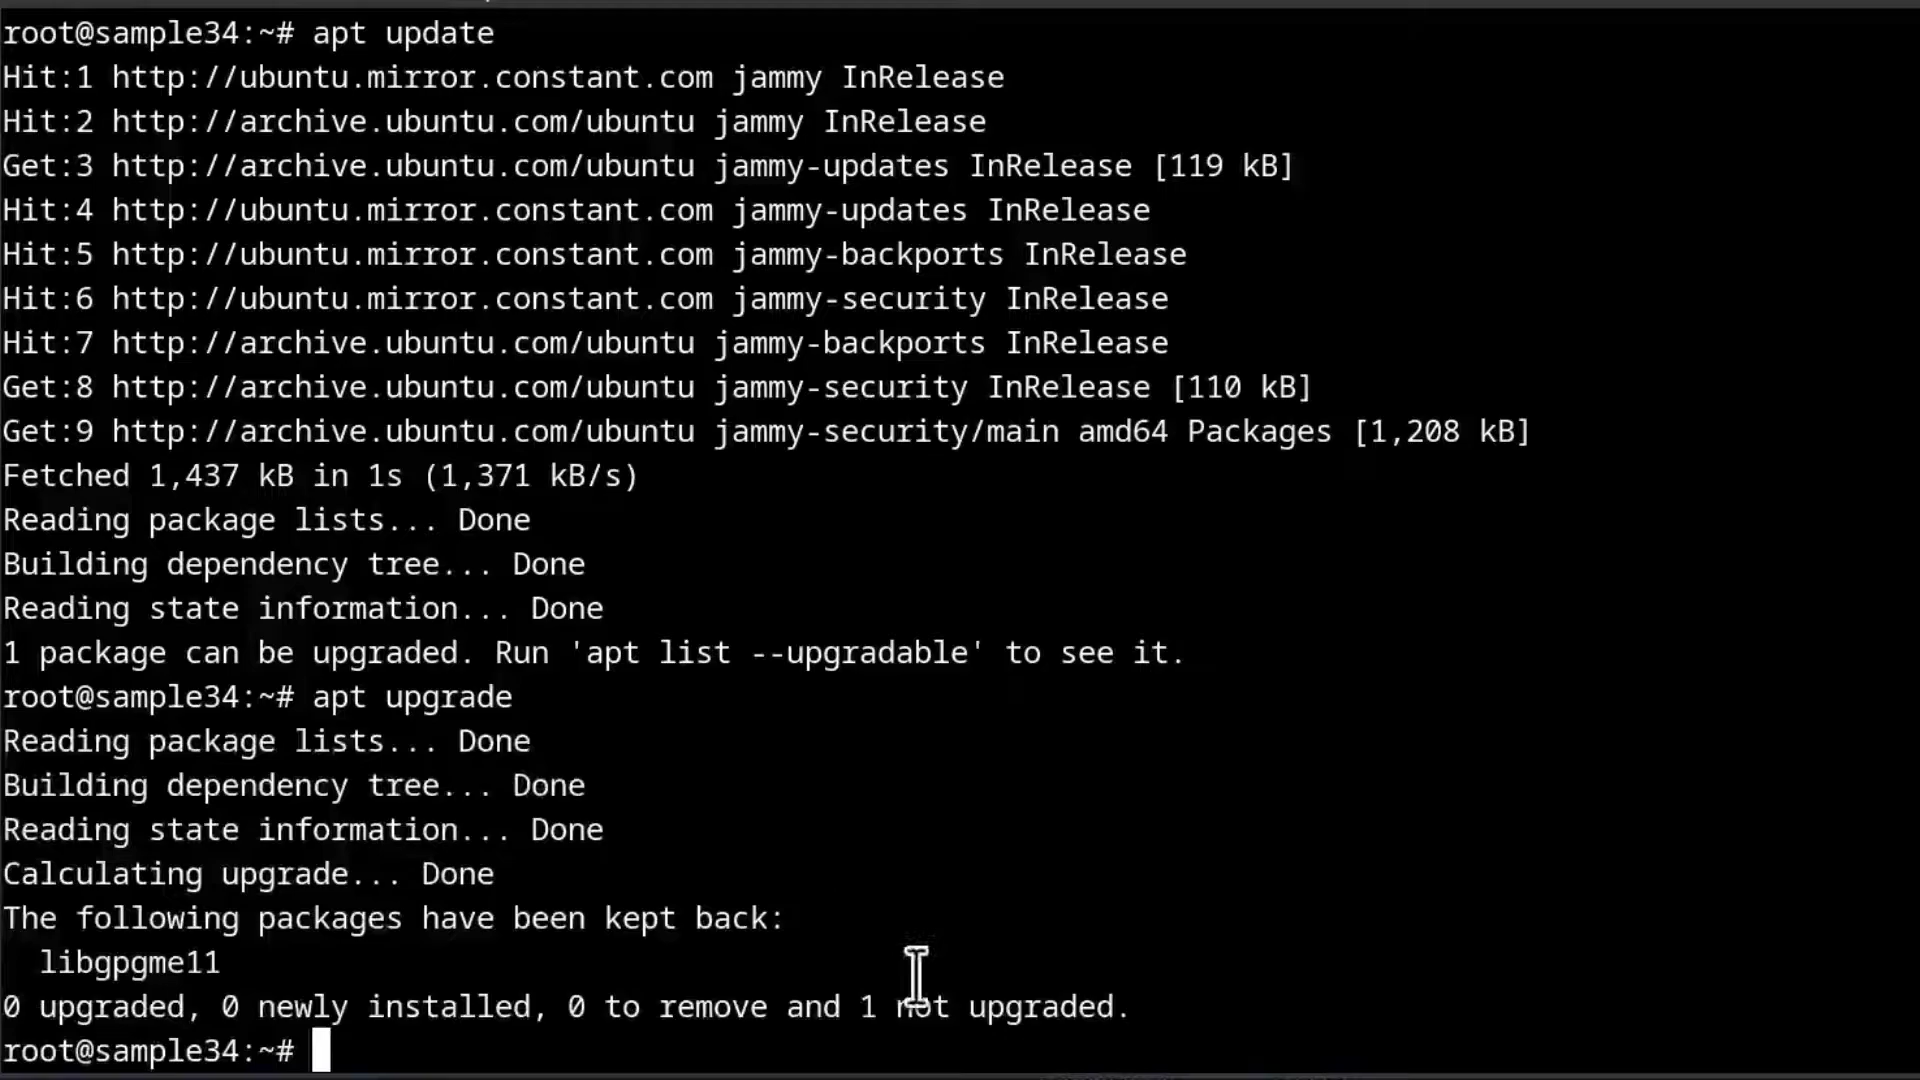 root@sample34:~# apt update
Hit:1 http://ubuntu.mirror.constant.com jammy InRelease
Hit:2 http://archive.ubuntu.com/ubuntu jammy InRelease
Get:3 http://archive.ubuntu.com/ubuntu jammy-updates InRelease [119 kB]
Hit:4 http://ubuntu.mirror.constant.com jammy-updates InRelease
Hit:5 http://ubuntu.mirror.constant.com jammy-backports InRelease
Hit:6 http://ubuntu.mirror.constant.com jammy-security InRelease
Hit:7 http://archive.ubuntu.com/ubuntu jammy-backports InRelease
Get:8 http://archive.ubuntu.com/ubuntu jammy-security InRelease [110 kB]
Get:9 http://archive.ubuntu.com/ubuntu jammy-security/main amd64 Packages [1,208 kB]
Fetched 1,437 kB in 1s (1,371 kB/s)
Reading package lists... Done
Building dependency tree... Done
Reading state information... Done
1 package can be upgraded. Run 'apt list --upgradable' to see it.
root@sample34:~# apt upgrade
Reading package lists... Done
Building dependency tree... Done
Reading state information... Done
Calculating upgrade... Done
The following packages have been kept back:
  libgpgme11
0 upgraded, 0 newly installed, 0 to remove and 1 not upgraded.
root@sample34:~#